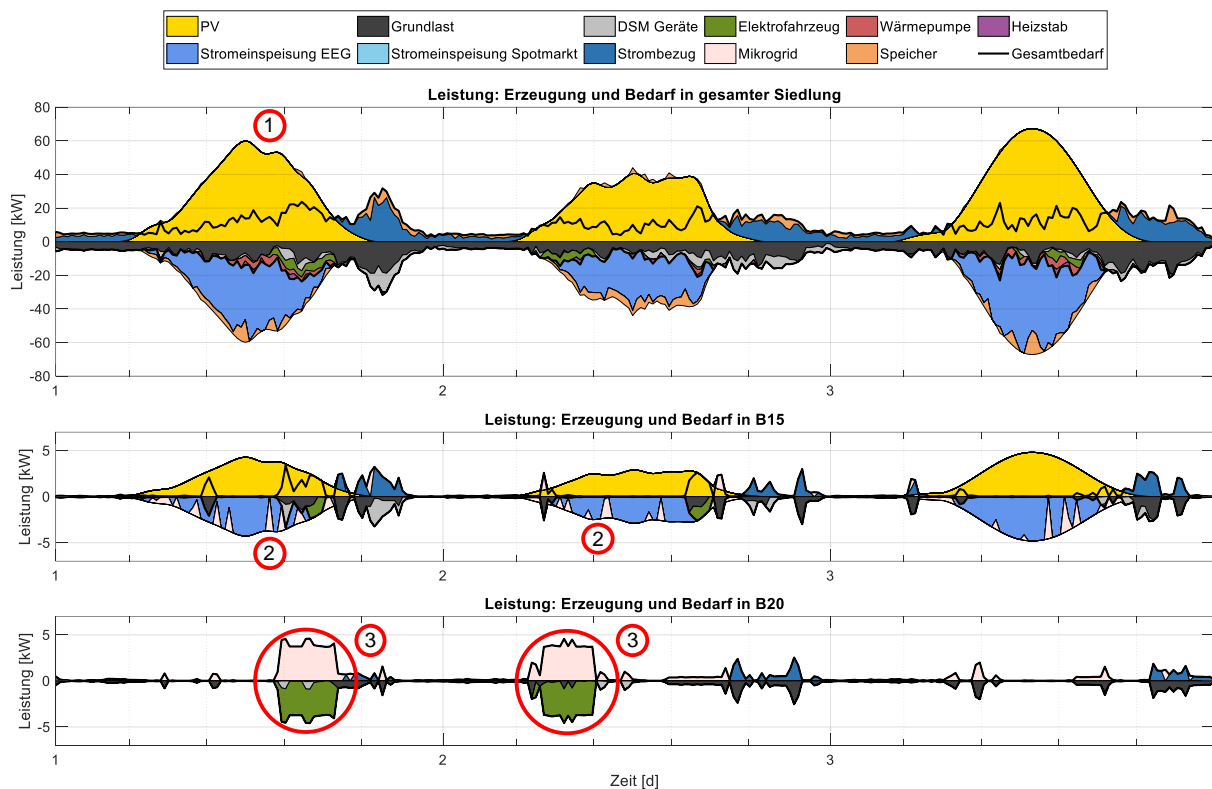 PV Grundlast DSM Geräte Elektrofahrzeug Wärmepumpe Heizstab
Stromeinspeisung EEG Stromeinspeisung Spotmarkt Strombezug Mikrogrid Speicher Gesamtbedarf
Leistung: Erzeugung und Bedarf in gesamter Siedlung
Leistung [kW]
80
60
40
20
0
-20
-40
-60
-80
1
1 2 3
Leistung: Erzeugung und Bedarf in B15
Leistung [kW]
5
0
-5
2 2
1 2 3
Leistung: Erzeugung und Bedarf in B20
Leistung [kW]
5
0
-5
3 3
1 2 3
Zeit [d]